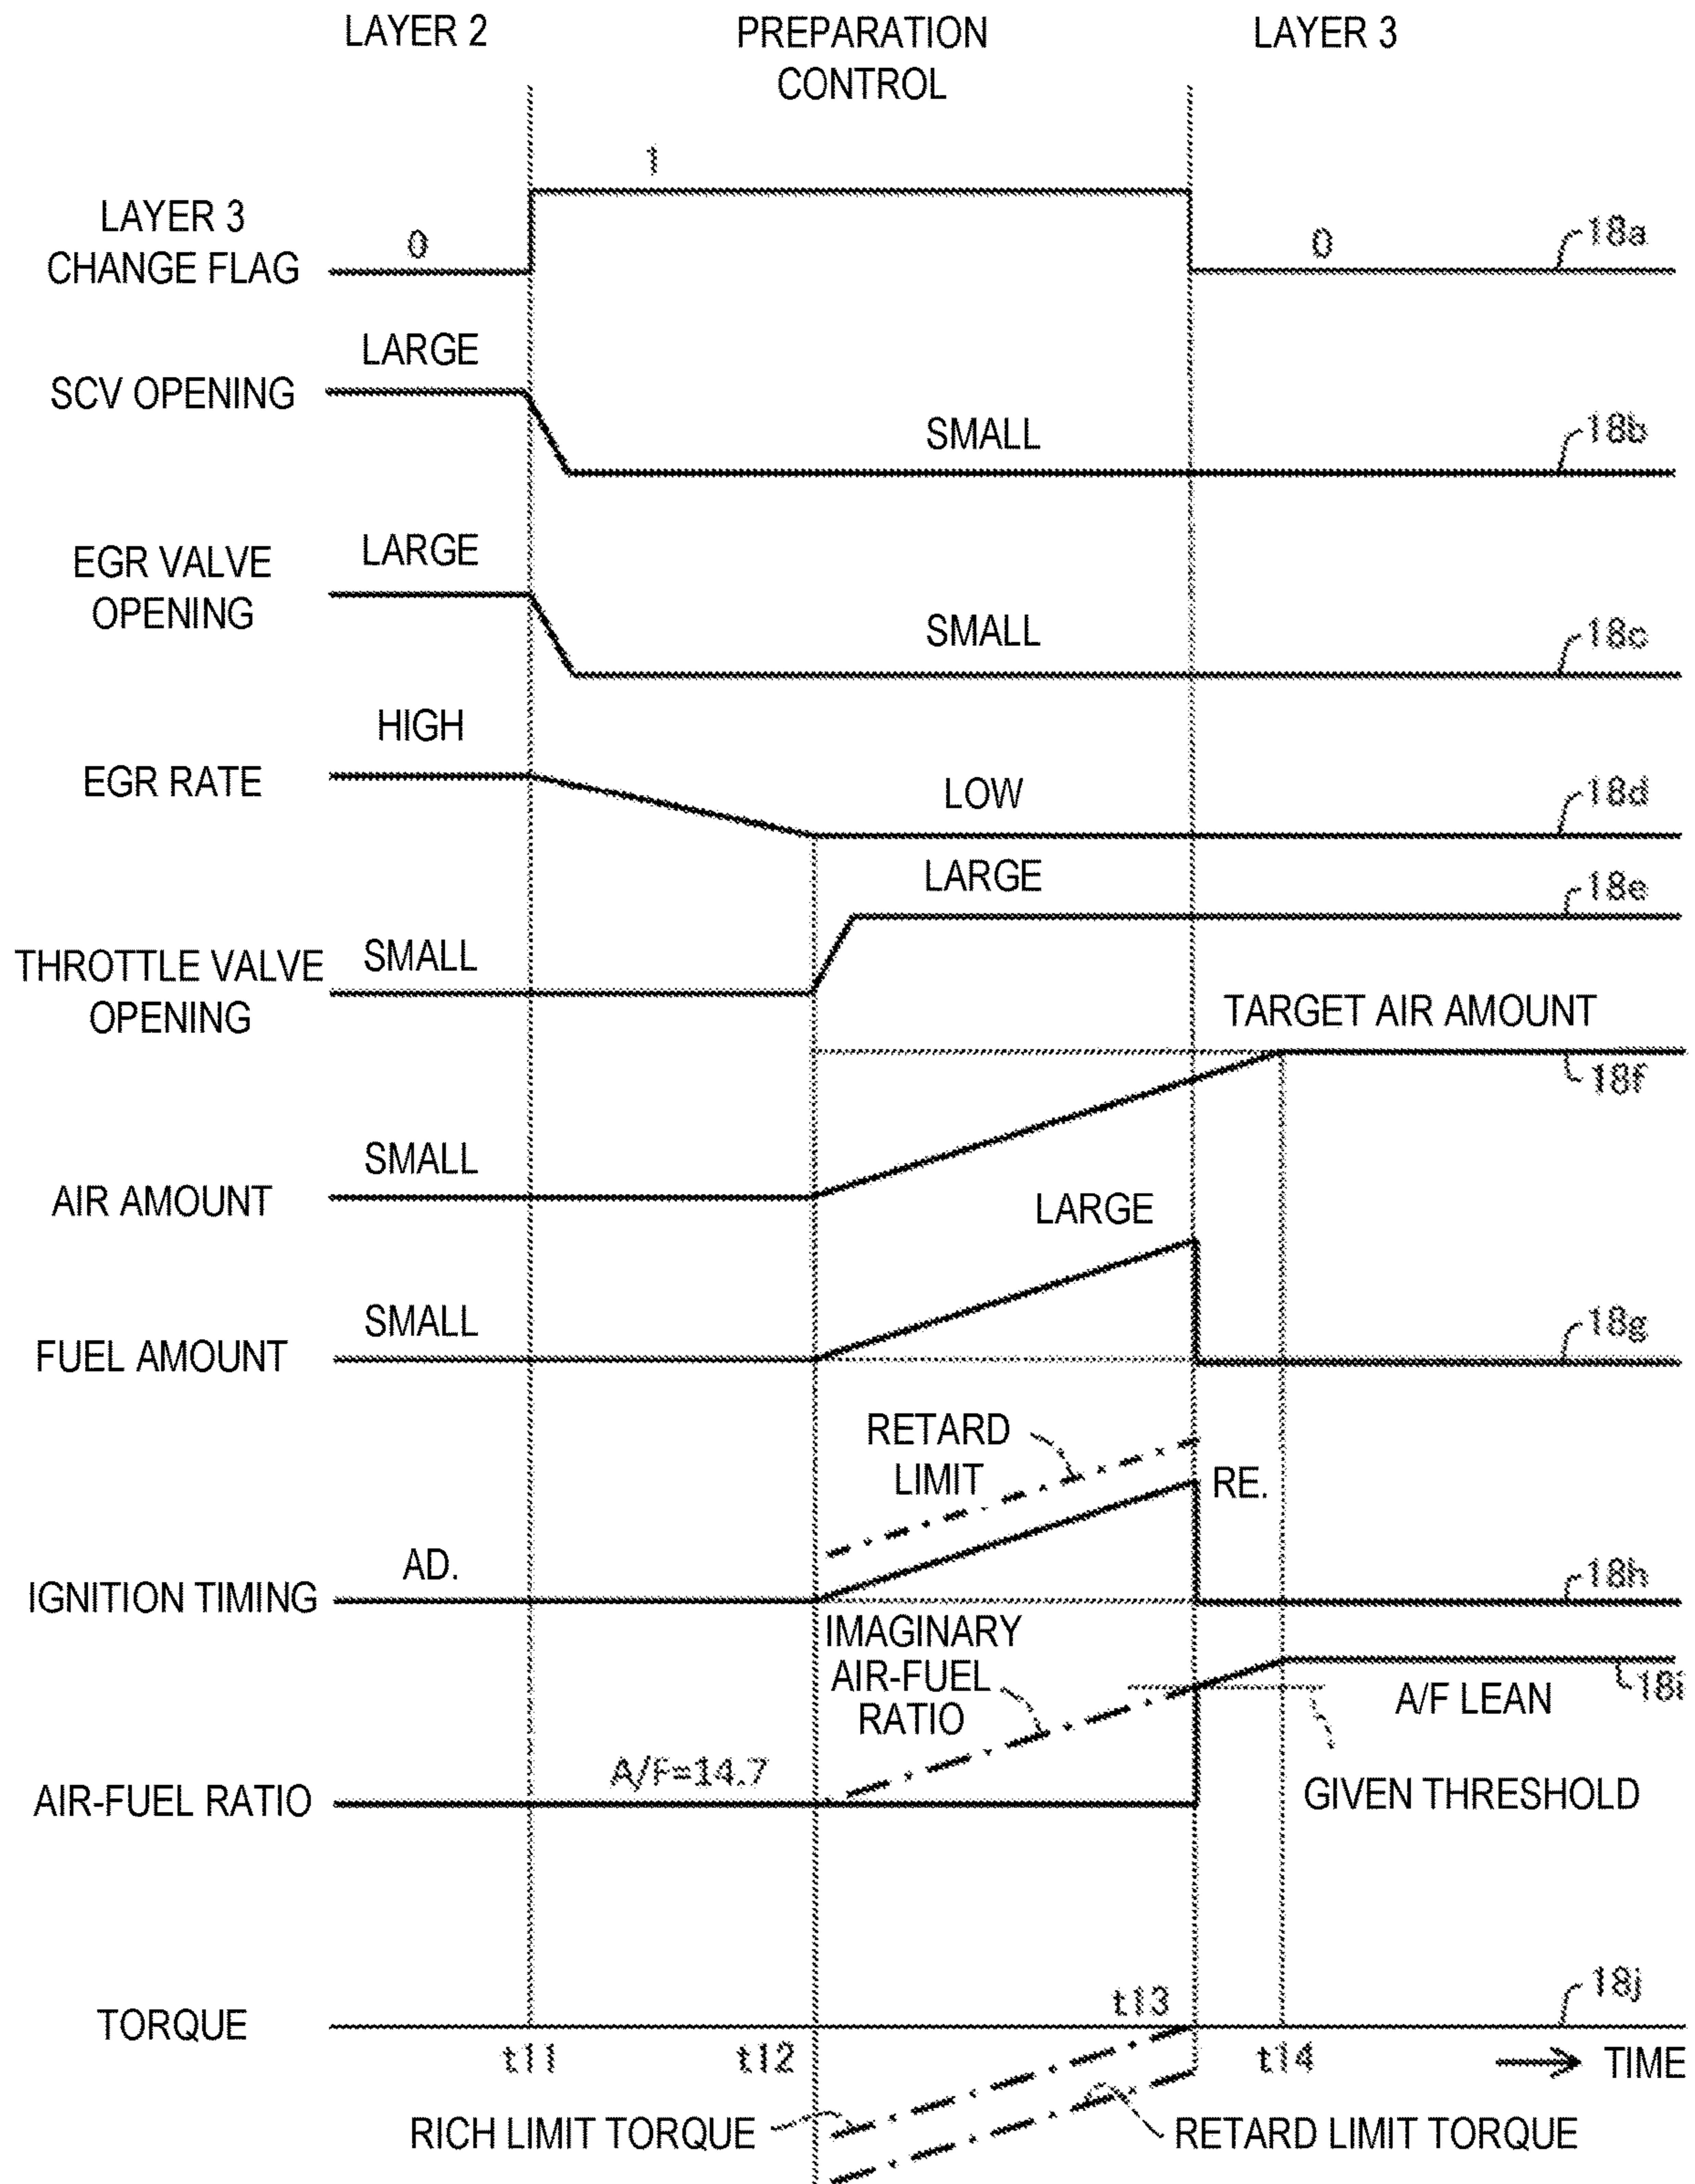 LAYER 2
PREPARATION
CONTROL
LAYER 3
1
LAYER 3
CHANGE FLAG
0
0
18a
LARGE
SCV OPENING
SMALL
18b
LARGE
EGR VALVE
OPENING
SMALL
18c
HIGH
EGR RATE
LOW
18d
LARGE
18e
SMALL
THROTTLE VALVE
OPENING
TARGET AIR AMOUNT
18f
SMALL
AIR AMOUNT
LARGE
SMALL
FUEL AMOUNT
18g
RETARD
LIMIT
RE.
AD.
IGNITION TIMING
18h
IMAGINARY
AIR-FUEL
RATIO
A/F LEAN
18i
A/F=14.7
AIR-FUEL RATIO
GIVEN THRESHOLD
TORQUE
t13
18j
t11
t12
t14
TIME
RICH LIMIT TORQUE
RETARD LIMIT TORQUE